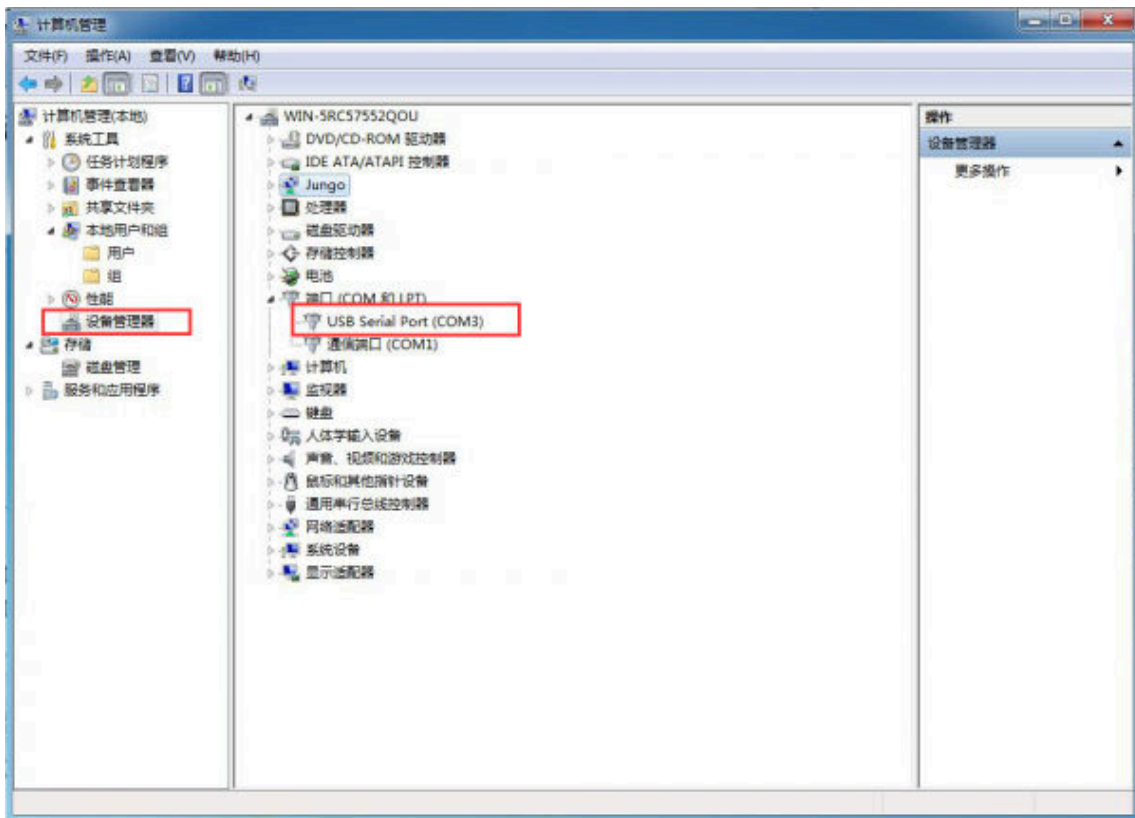 计算机管理
文件(F) 操作(A) 查看(V) 帮助(H)
计算机管理(本地)
系统工具
任务计划程序
事件查看器
共享文件夹
本地用户和组
用户
组
性能
设备管理器
存储
磁盘管理
服务和应用程序
WIN-5RC57552QOU
DVD/CD-ROM 驱动器
IDE ATA/ATAPI 控制器
Jungo
处理器
磁盘驱动器
存储控制器
电池
端口 (COM 和 LPT)
USB Serial Port (COM3)
通信端口 (COM1)
计算机
监视器
键盘
人体学输入设备
声音、视频和游戏控制器
鼠标和其他指针设备
通用串行总线控制器
网络适配器
系统设备
显示适配器
操作
设备管理器
更多操作